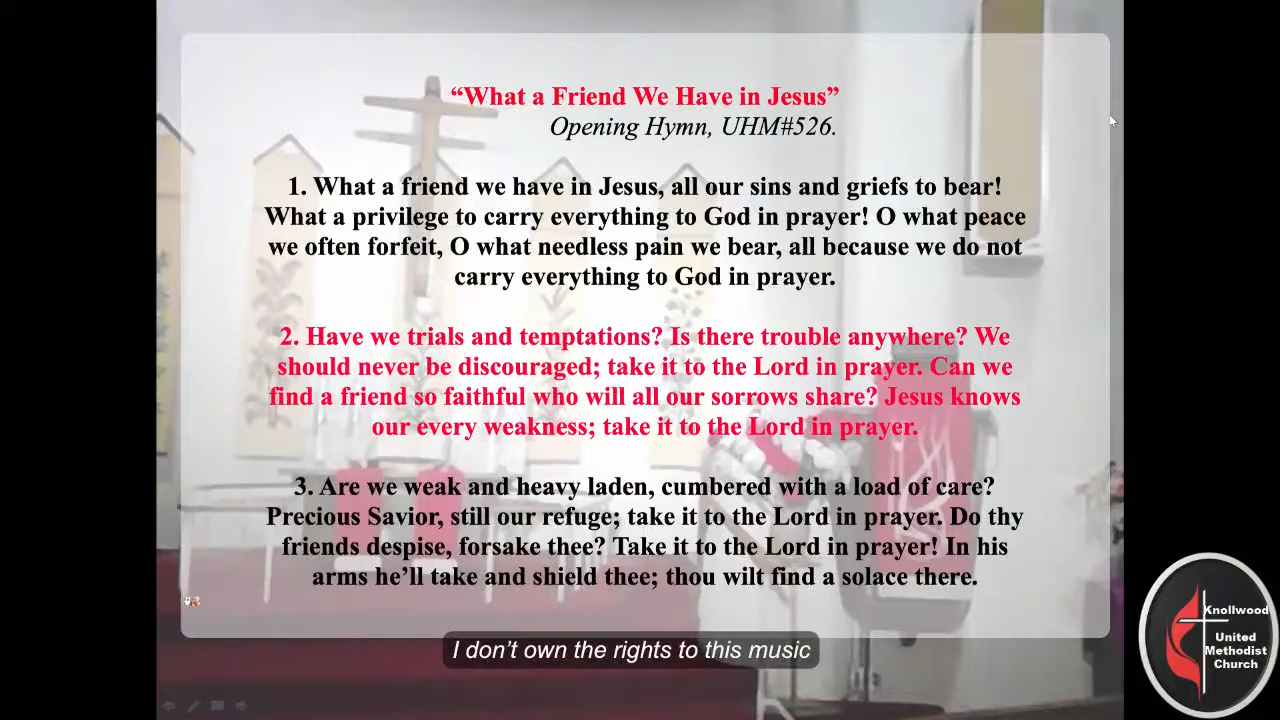 “What a Friend We Have in Jesus”
Opening Hymn, UHM#526.
1. What a friend we have in Jesus, all our sins and griefs to bear!
What a privilege to carry everything to God in prayer! O what peace
we often forfeit, O what needless pain we bear, all because we do not
carry everything to God in prayer.
2. Have we trials and temptations? Is there trouble anywhere? We
should never be discouraged; take it to the Lord in prayer. Can we
find a friend so faithful who will all our sorrows share? Jesus knows
our every weakness; take it to the Lord in prayer.
3. Are we weak and heavy laden, cumbered with a load of care?
Precious Savior, still our refuge; take it to the Lord in prayer. Do thy
friends despise, forsake thee? Take it to the Lord in prayer! In his
arms he’ll take and shield thee; thou wilt find a solace there.
I don’t own the rights to this music
Knollwood
United
Methodist
Church